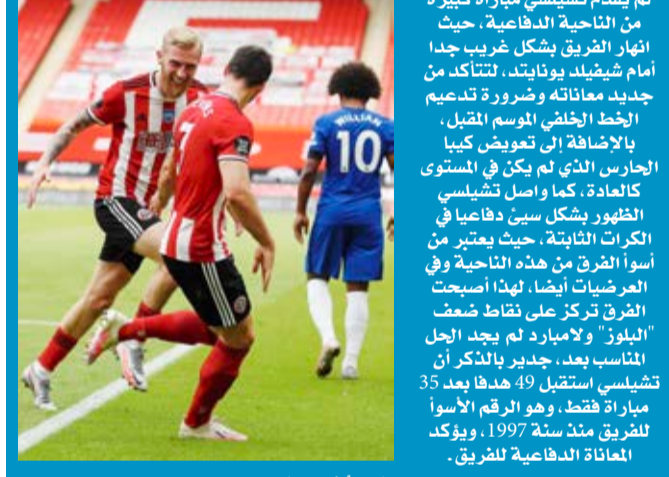 لم يقدم تشيلسي مباراة كبيرة
من الناحية الدفاعية، حيث
انهار الفريق بشكل غريب جدا
أمام شيفيلد يونايتد، لتتأكد من
جديد معاناته وضرورة تدعيم
الخط الخلفي الموسم المقبل،
بالإضافة إلى تعويض كيبا
الحارس الذي لم يكن في المستوى
كالعادة، كما واصل تشيلسي
الظهور بشكل سيئ دفاعيا في
الكرات الثابتة، حيث يعتبر من
أسوأ الفرق من هذه الناحية وفي
العرضيات أيضا، لهذا أصبحت
الفرق تركز على نقاط ضعف
"البلوز" ولامبارد لم يجد الحل
المناسب بعد، جدير بالذكر أن
تشيلسي استقبل 49 هدفا بعد 35
مباراة فقط، وهو الرقم الأسوأ
للفريق منذ سنة 1997، ويؤكد
المعاناة الدفاعية للفريق.
WILLIAN
10
7